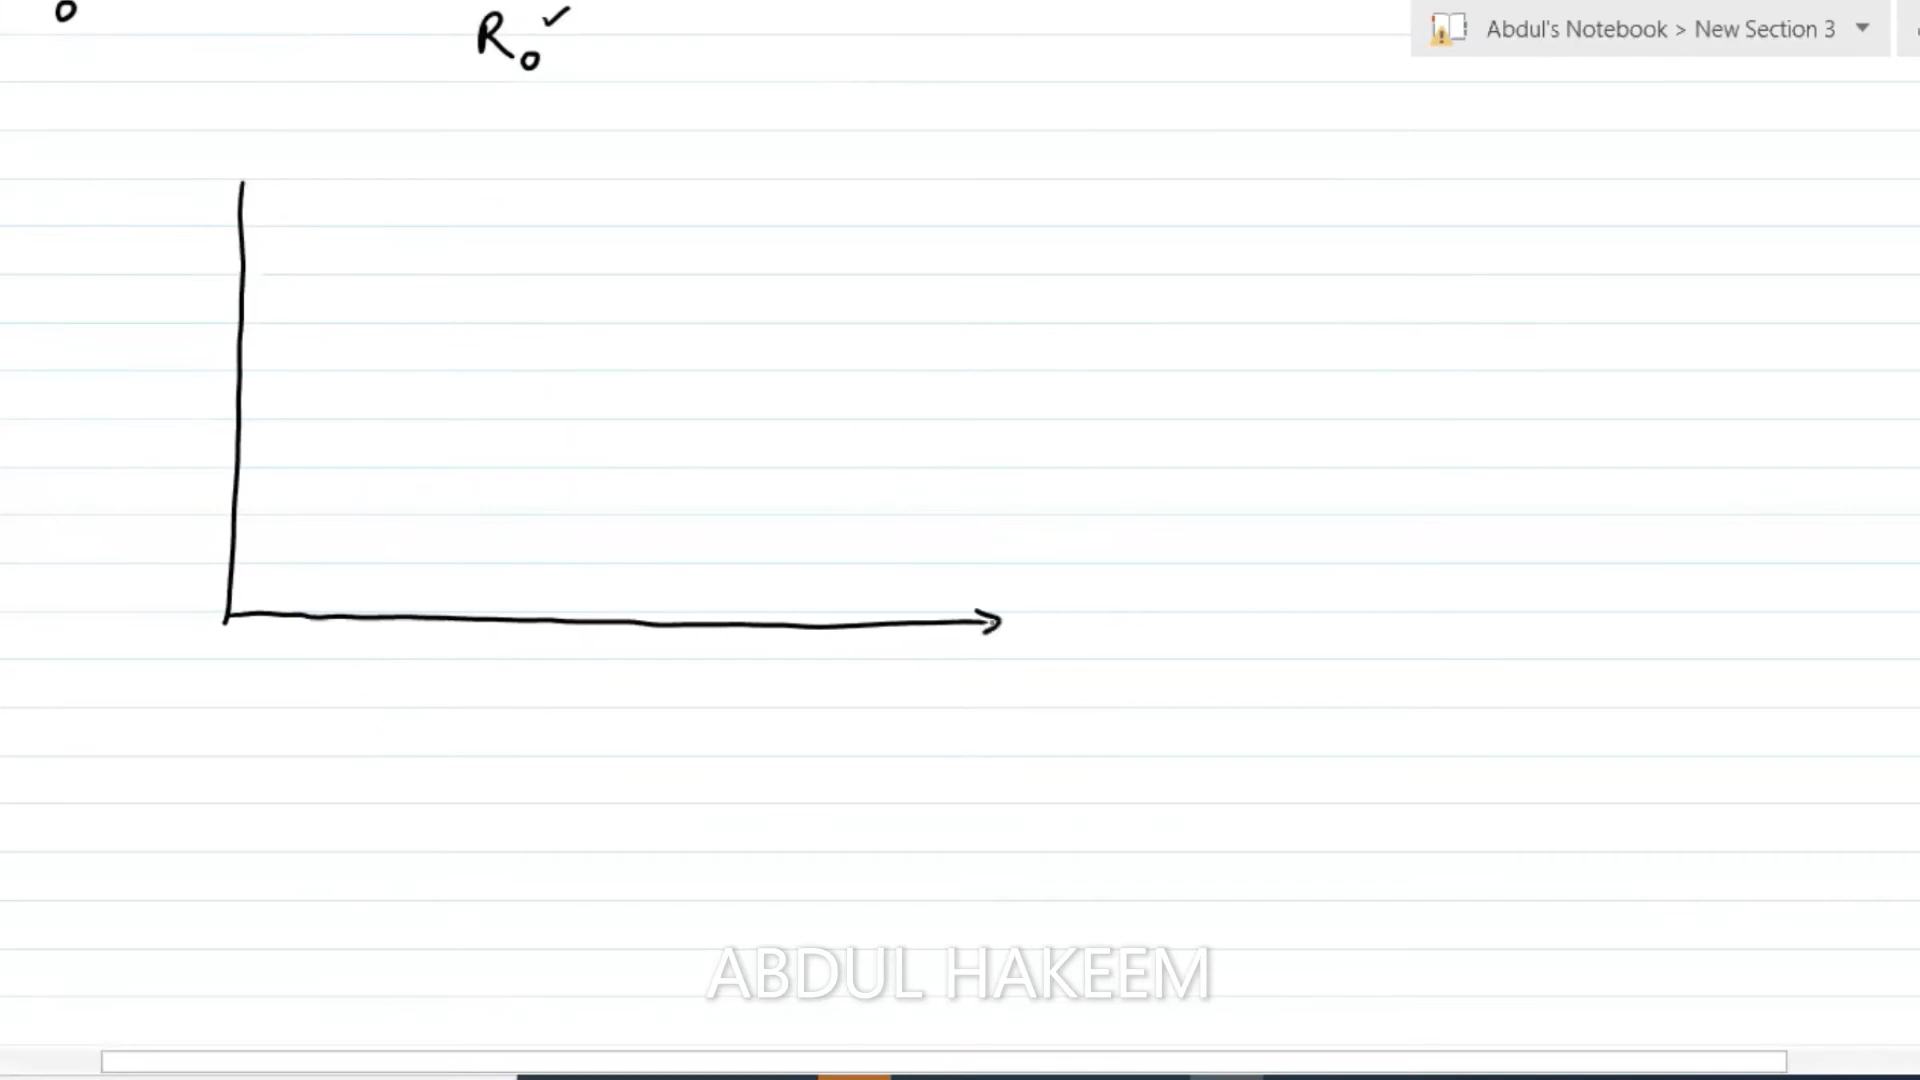 o
R₀ ✓
Abdul's Notebook > New Section 3
ABDUL HAKEEM